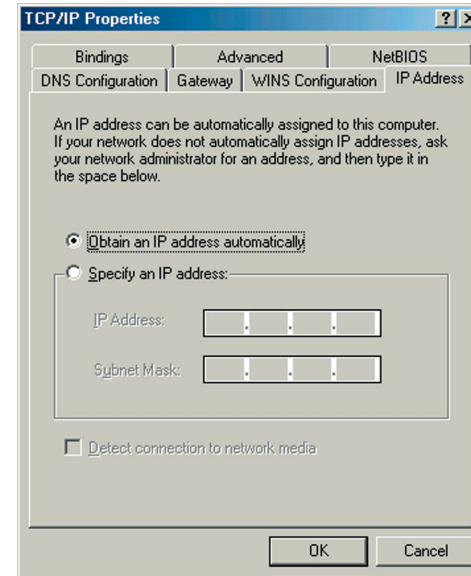 TCP/IP Properties
Bindings Advanced NetBIOS
DNS Configuration Gateway WINS Configuration IP Address
An IP address can be automatically assigned to this computer.
If your network does not automatically assign IP addresses, ask
your network administrator for an address, and then type it in
the space below.
Obtain an IP address automatically
Specify an IP address:
IP Address:
Subnet Mask:
Detect connection to network media
OK Cancel